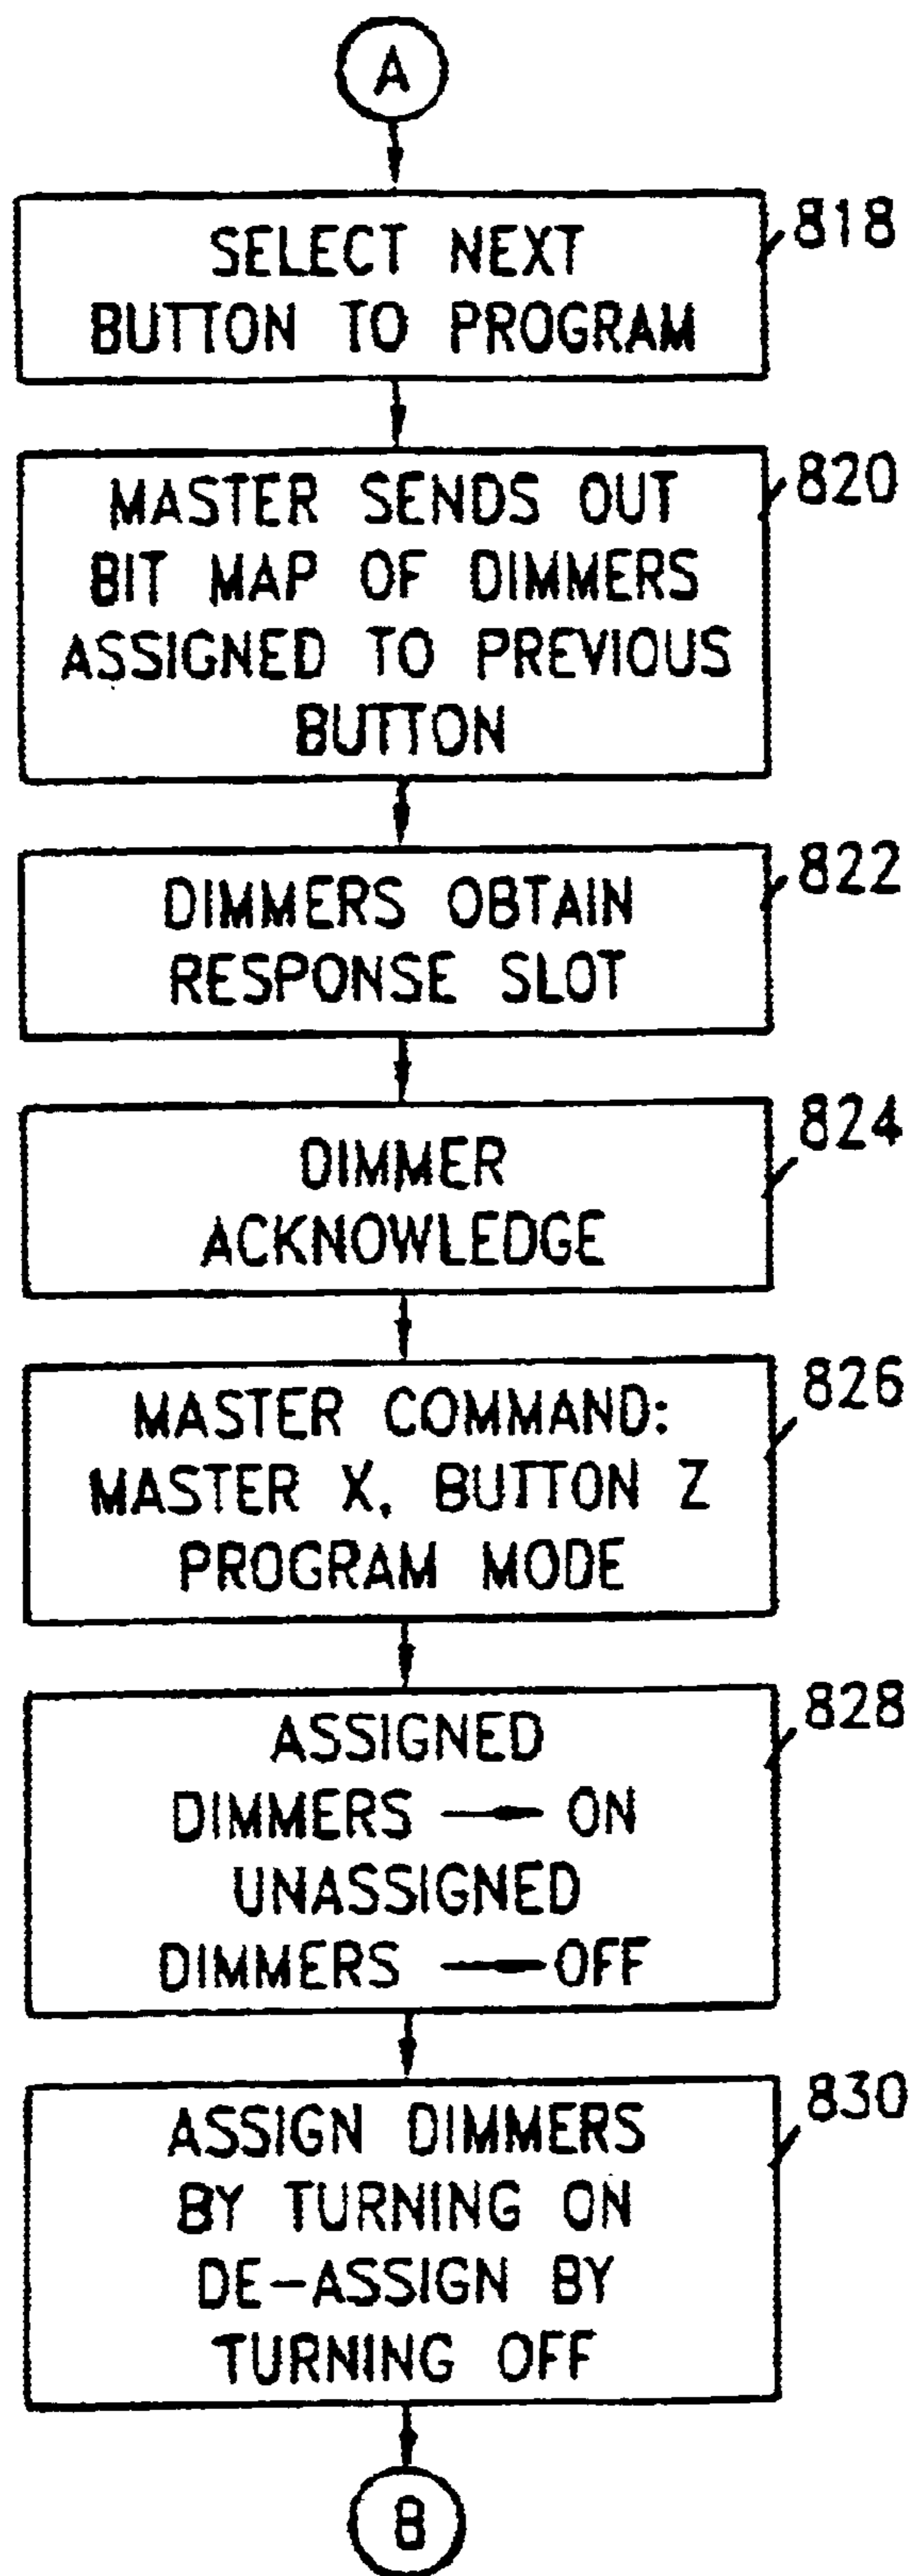 A
SELECT NEXT
BUTTON TO PROGRAM
818
MASTER SENDS OUT
BIT MAP OF DIMMERS
ASSIGNED TO PREVIOUS
BUTTON
820
DIMMERS OBTAIN
RESPONSE SLOT
822
DIMMER
ACKNOWLEDGE
824
MASTER COMMAND:
MASTER X, BUTTON Z
PROGRAM MODE
826
ASSIGNED
DIMMERS → ON
UNASSIGNED
DIMMERS → OFF
828
ASSIGN DIMMERS
BY TURNING ON
DE-ASSIGN BY
TURNING OFF
830
B